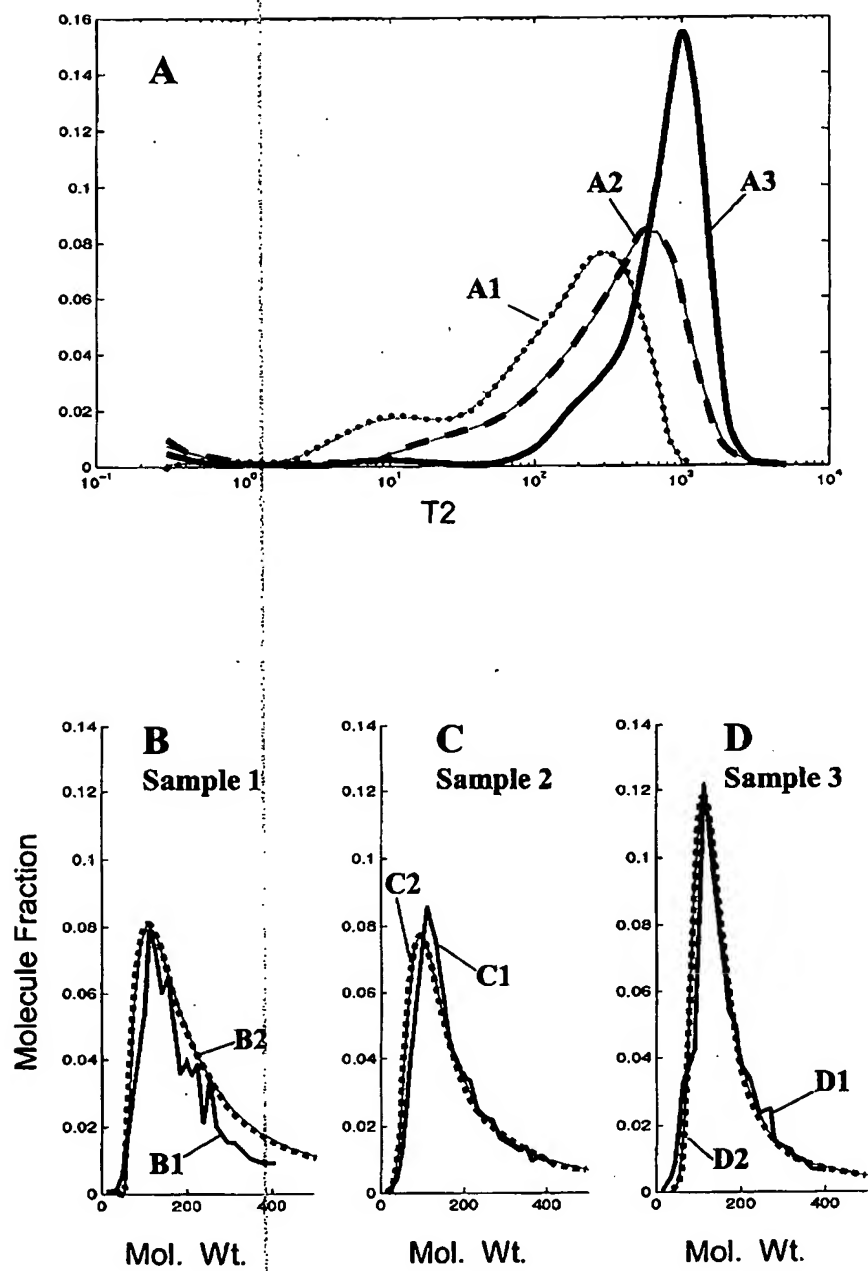 A
0.16
0.14
0.12
0.1
0.08
0.06
0.04
0.02
0
A1
A2
A3
10⁻¹ 10⁰ 10¹ 10² 10³ 10⁴
T2
Molecule Fraction
B
Sample 1
0.14
0.12
0.1
0.08
0.06
0.04
0.02
0
B2
B1
0 200 400
Mol. Wt.
C
Sample 2
0.14
0.12
0.1
0.08
0.06
0.04
0.02
0
C2
C1
0 200 400
Mol. Wt.
D
Sample 3
0.14
0.12
0.1
0.08
0.06
0.04
0.02
0
D1
D2
0 200 400
Mol. Wt.